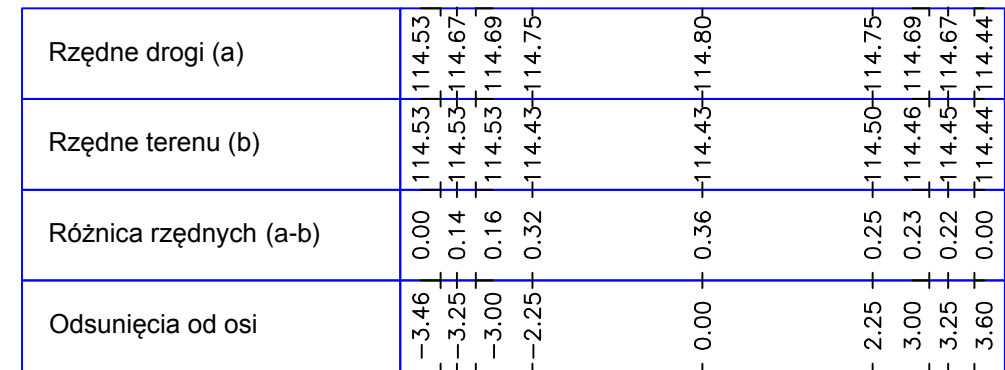 Rzędne drogi (a) 114.53 114.67 114.69 114.75 114.80 114.75 114.69 114.67 114.44
Rzędne terenu (b) 114.53 114.53 114.53 114.43 114.43 114.50 114.46 114.45 114.44
Różnica rzędnych (a-b) 0.00 0.14 0.16 0.32 0.36 0.25 0.23 0.22 0.00
Odsunięcia od osi -3.46 -3.25 -3.00 -2.25 0.00 2.25 3.00 3.25 3.60